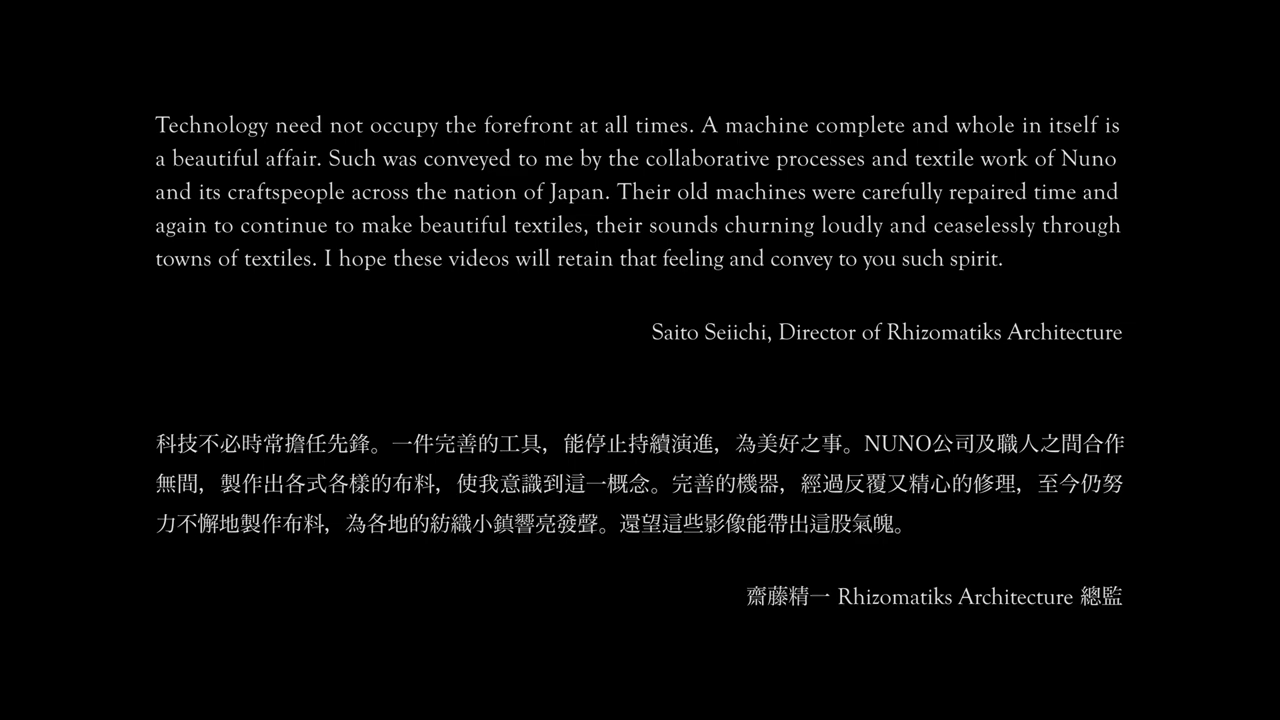 Technology need not occupy the forefront at all times. A machine complete and whole in itself is
a beautiful affair. Such was conveyed to me by the collaborative processes and textile work of Nuno
and its craftspeople across the nation of Japan. Their old machines were carefully repaired time and
again to continue to make beautiful textiles, their sounds churning loudly and ceaselessly through
towns of textiles. I hope these videos will retain that feeling and convey to you such spirit.
Saito Seiichi, Director of Rhizomatiks Architecture
科技不必時常擔任先鋒。一件完善的工具，能停止持續演進，為美好之事。NUNO公司及職人之間合作
無間，製作出各式各樣的布料，使我意識到這一概念。完善的機器，經過反覆又精心的修理，至今仍努
力不懈地製作布料，為各地的紡織小鎮響亮發聲。還望這些影像能帶出這股氣魄。
齋藤精一 Rhizomatiks Architecture 總監